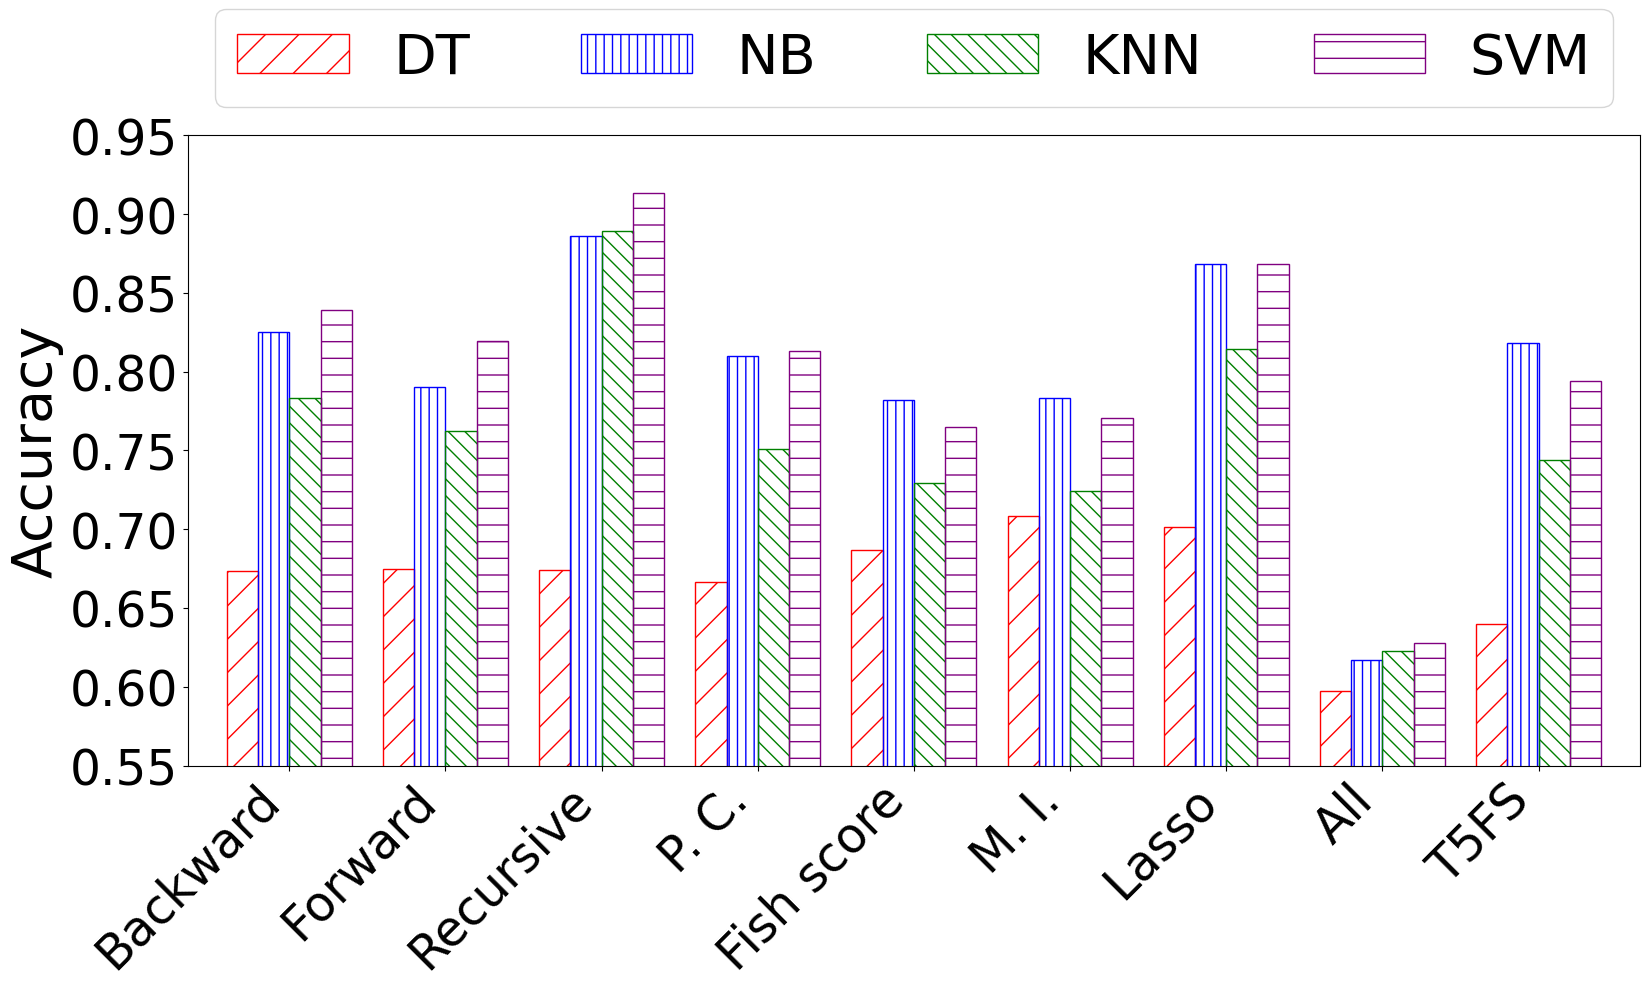 DT NB KNN SVM
0.95
0.90
0.85
0.80
0.75
0.70
0.65
0.60
0.55
Accuracy
Backward
Forward
Recursive
P. C.
Fish score
M. I.
Lasso
All
T5FS